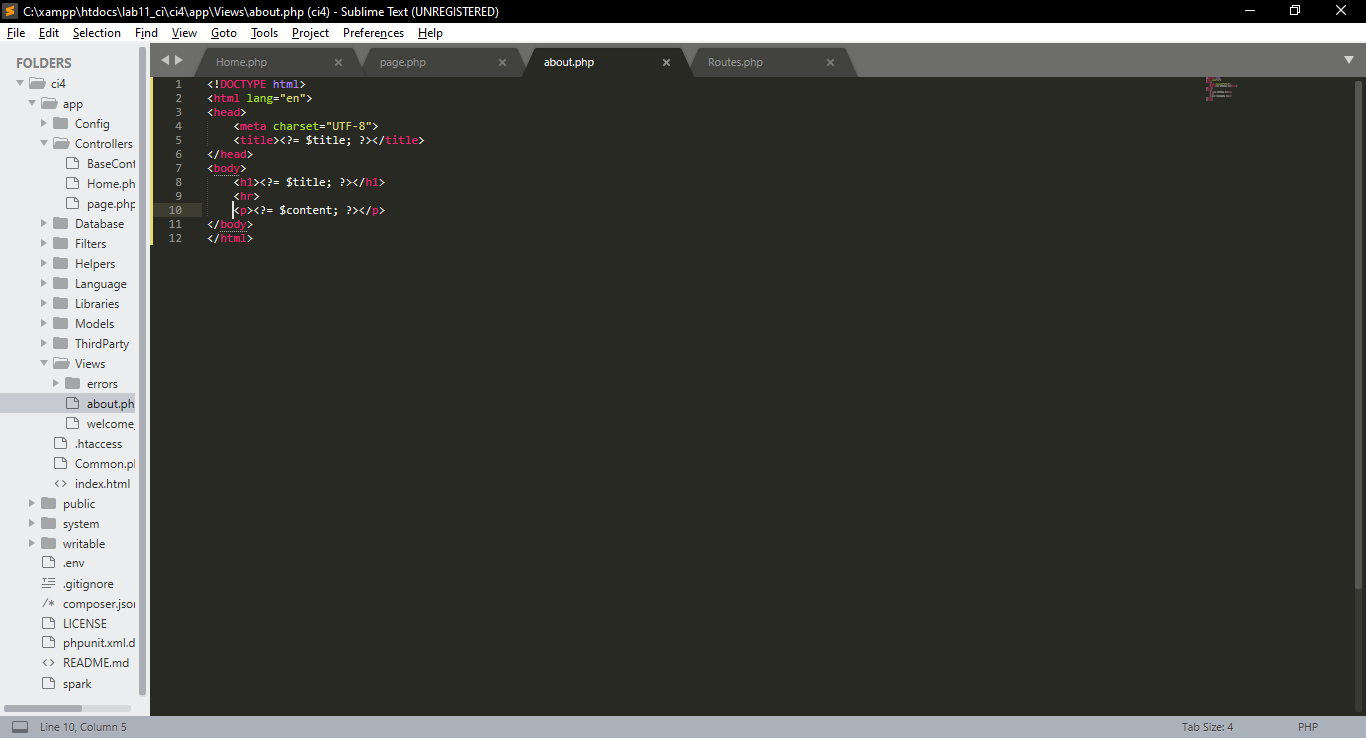 C:\xampp\htdocs\lab11_ci\ci4\app\Views\about.php (ci4) - Sublime Text (UNREGISTERED)
File Edit Selection Find View Goto Tools Project Preferences Help
FOLDERS
ci4
app
Config
Controllers
BaseCont
Home.ph
page.php
Database
Filters
Helpers
Language
Libraries
Models
ThirdParty
Views
errors
about.ph
welcome_
.htaccess
Common.pl
index.html
public
system
writable
.env
.gitignore
composer.jsor
LICENSE
phpunit.xml.d
README.md
spark
Home.php page.php about.php Routes.php
1 <!DOCTYPE html>
2 <html lang="en">
3 <head>
4 <meta charset="UTF-8">
5 <title><?= $title; ?></title>
6 </head>
7 <body>
8 <h1><?= $title; ?></h1>
9 <hr>
10 <p><?= $content; ?></p>
11 </body>
12 </html>
Line 10, Column 5 Tab Size: 4 PHP